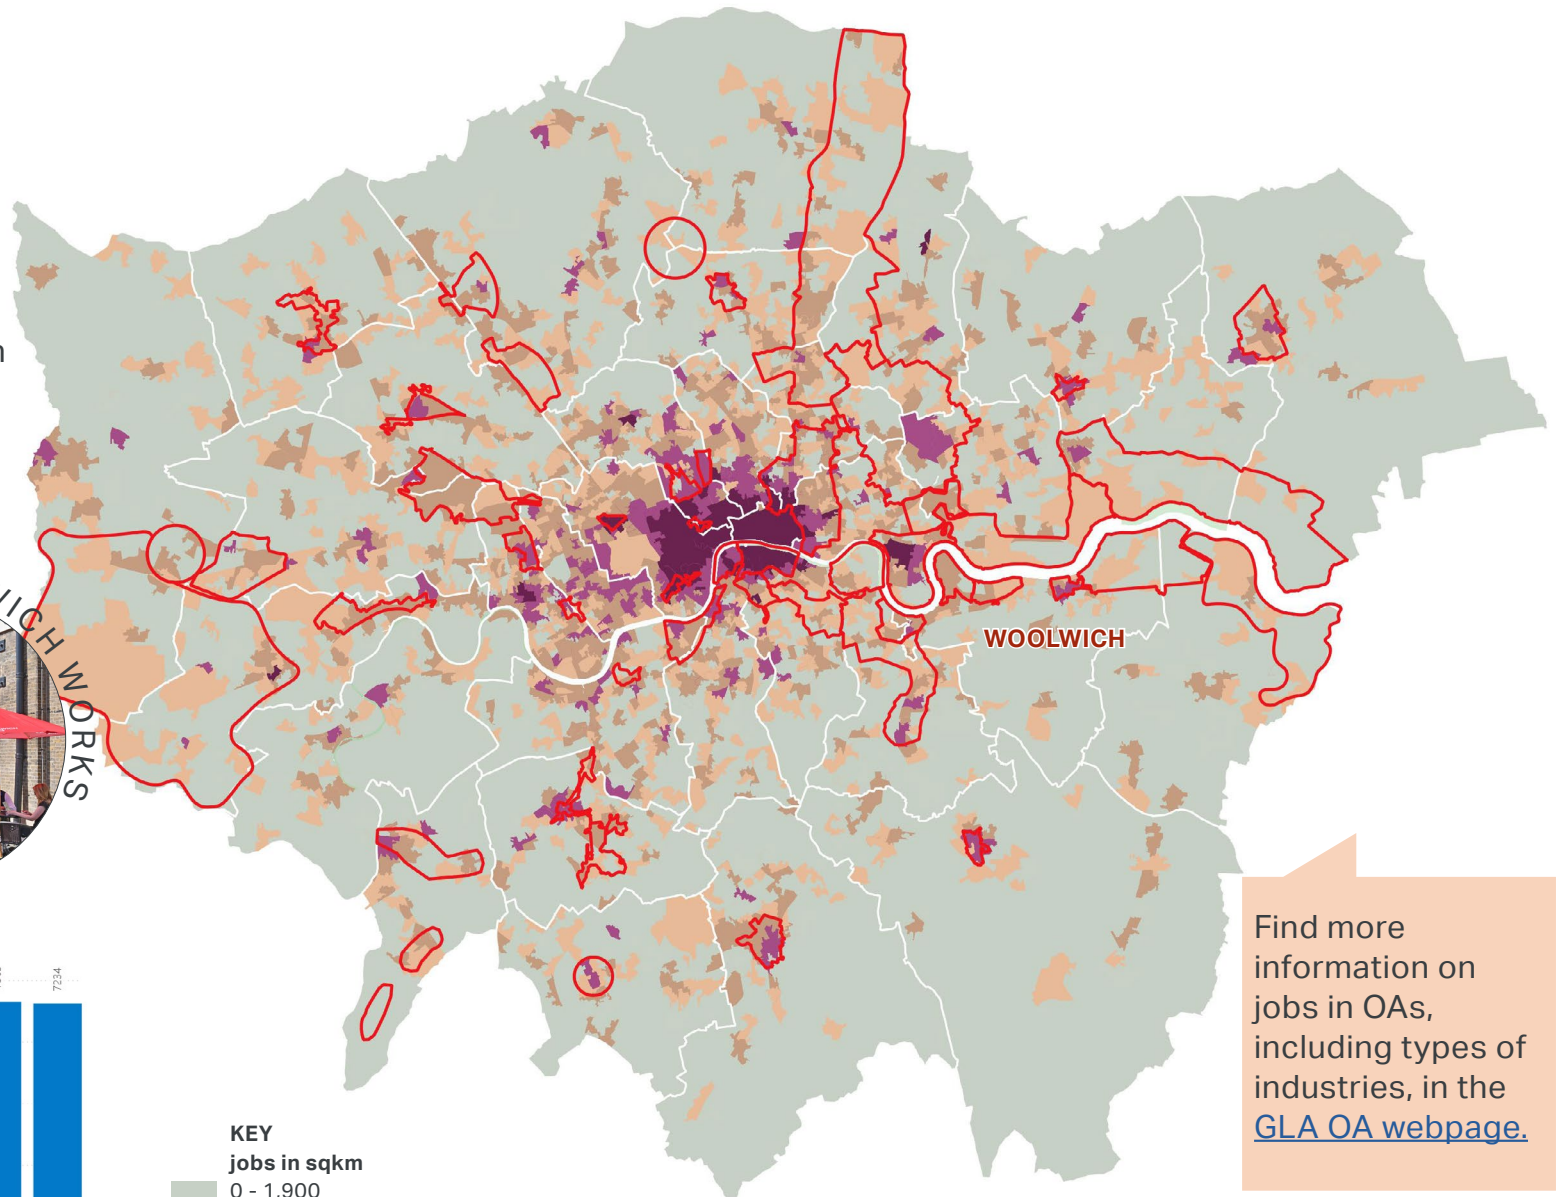 WOOLWICH
WORKS
7234
KEY
jobs in sqkm
0 - 1,900
Find more
information on
jobs in OAs,
including types of
industries, in the
GLA OA webpage.